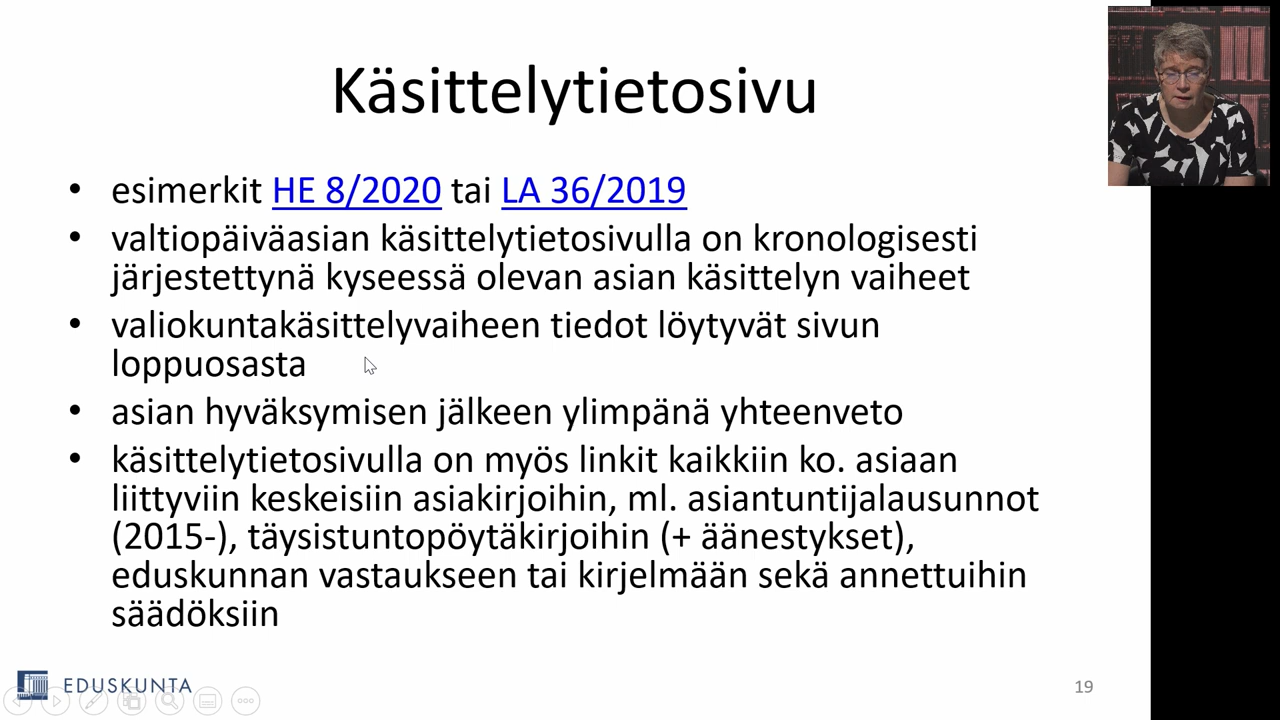 Käsittelytietosivu
• esimerkit HE 8/2020 tai LA 36/2019
• valtiopäiväasian käsittelytietosivulla on kronologisesti
järjestettynä kyseessä olevan asian käsittelyn vaiheet
• valiokuntakäsittelyvaiheen tiedot löytyvät sivun
loppuosasta
• asian hyväksymisen jälkeen ylimpänä yhteenveto
• käsittelytietosivulla on myös linkit kaikkiin ko. asiaan
liittyviin keskeisiin asiakirjoihin, ml. asiantuntijalausunnot
(2015-), täysistuntopöytäkirjoihin (+ äänestykset),
eduskunnan vastaukseen tai kirjelmään sekä annettuihin
säädöksiin
EDUSKUNTA
19